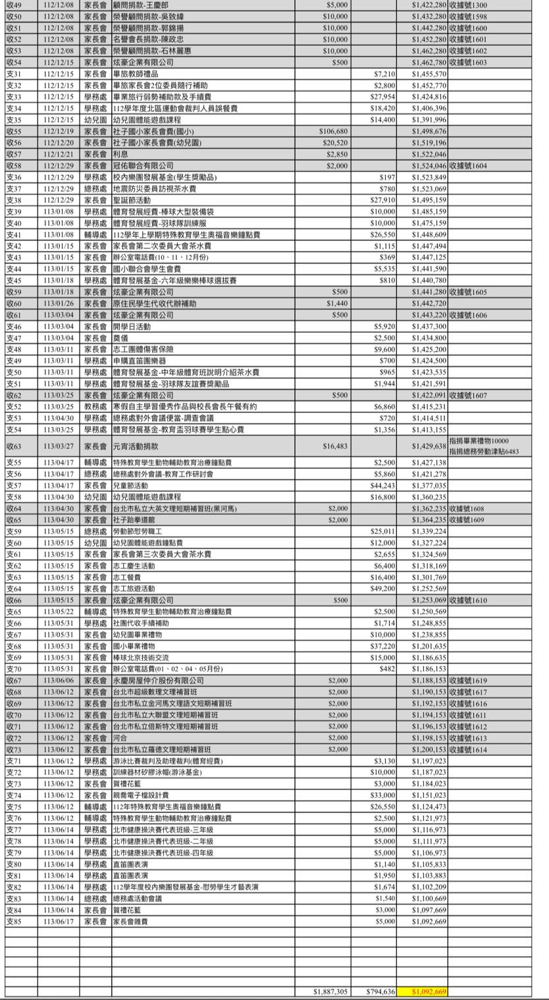 收49 112/12/08 家長會 顧問捐款-王慶郎 $5,000 $1,422,280 收據號1300
收50 112/12/08 家長會 榮譽顧問捐款-吳致緯 $10,000 $1,432,280 收據號1598
收51 112/12/08 家長會 榮譽顧問捐款-郭錦揚 $10,000 $1,442,280 收據號1600
收52 112/12/08 家長會 名譽會長捐款-陳政忠 $10,000 $1,452,280 收據號1601
收53 112/12/08 家長會 榮譽顧問捐款-石林麗惠 $10,000 $1,462,280 收據號1602
收54 112/12/15 家長會 炫豪企業有限公司 $500 $1,462,780 收據號1603
支31 112/12/15 家長會 畢旅教師禮品 $7,210 $1,455,570
支32 112/12/15 家長會 畢旅家長會2位委員隨行補助 $2,800 $1,452,770
支33 112/12/15 學務處 畢業旅行弱勢補助款及手續費 $27,954 $1,424,816
支34 112/12/15 學務處 112學年度北區運動會裁判人員誤餐費 $18,420 $1,406,396
支35 112/12/15 幼兒園 幼兒園體能遊戲課程 $14,400 $1,391,996
收55 112/12/19 家長會 社子國小家長會費(國小) $106,680 $1,498,676
收56 112/12/20 家長會 社子國小家長會費(幼兒園) $20,520 $1,519,196
收57 112/12/21 家長會 利息 $2,850 $1,522,046
收58 112/12/29 家長會 冠佑聯合有限公司 $2,000 $1,524,046 收據號1604
支36 112/12/29 學務處 校內樂團發展基金(學生獎勵品) $197 $1,523,849
支37 112/12/29 總務處 地震防災委員訪視茶水費 $780 $1,523,069
支38 112/12/29 家長會 聖誕節活動 $27,910 $1,495,159
支39 113/01/08 學務處 體育發展經費-棒球大型裝備袋 $10,000 $1,485,159
支40 113/01/08 學務處 體育發展經費-羽球隊訓練服 $10,000 $1,475,159
支41 113/01/08 輔導處 112學年上學期特殊教育學生奧福音樂鐘點費 $26,550 $1,448,609
支42 113/01/15 家長會 家長會第二次委員大會茶水費 $1,115 $1,447,494
支43 113/01/15 家長會 辦公室電話費(10、11、12月份) $369 $1,447,125
支44 113/01/15 家長會 國小聯合會學生會費 $5,535 $1,441,590
支45 113/01/18 學務處 體育發展基金-六年級樂樂棒球選拔賽 $810 $1,440,780
收59 113/01/18 家長會 炫豪企業有限公司 $500 $1,441,280 收據號1605
收60 113/01/26 家長會 原住民學生代收代辦補助 $1,440 $1,442,720
收61 113/03/04 家長會 炫豪企業有限公司 $500 $1,443,220 收據號1606
支46 113/03/04 家長會 開學日活動 $5,920 $1,437,300
支47 113/03/04 家長會 奠儀 $2,500 $1,434,800
支48 113/03/11 家長會 志工團體傷害保險 $9,600 $1,425,200
支49 113/03/11 學務處 申購直笛團樂器 $700 $1,424,500
支50 113/03/11 學務處 體育發展基金-中年級體育班說明介紹茶水費 $965 $1,423,535
支51 113/03/11 學務處 體育發展基金-羽球隊友誼賽獎勵品 $1,944 $1,421,591
收62 113/03/25 家長會 炫豪企業有限公司 $500 $1,422,091 收據號1607
支52 113/03/25 教務處 寒假自主學習優秀作品與校長會長午餐有約 $6,860 $1,415,231
支53 113/04/30 學務處 總務處對外會議便當-調查會議 $720 $1,414,511
支54 113/03/25 學務處 體育發展基金-教育盃羽球賽學生點心費 $1,356 $1,413,155
收63 113/03/27 家長會 元宵活動捐款 $16,483 $1,429,638 指捐畢業禮物10000
指捐總務勞動津貼6483
支55 113/04/17 輔導處 特殊教育學生動物輔助教育治療鐘點費 $2,500 $1,427,138
支56 113/04/17 總務處 總務處對外會議-教育工作研討會 $5,860 $1,421,278
支57 113/04/17 家長會 兒童節活動 $44,243 $1,377,035
支58 113/04/30 幼兒園 幼兒園體能遊戲課程 $16,800 $1,360,235
收64 113/04/30 家長會 台北市私立大英文理短期補習班(黑河馬) $2,000 $1,362,235 收據號1608
收65 113/04/30 家長會 社子跆拳道館 $2,000 $1,364,235 收據號1609
支59 113/05/15 總務處 勞動節慰勞職工 $25,011 $1,339,224
支60 113/05/15 幼兒園 幼兒園體能遊戲鐘點費 $12,000 $1,327,224
支61 113/05/15 家長會 家長會第三次委員大會茶水費 $2,655 $1,324,569
支62 113/05/15 家長會 志工慶生活動 $6,400 $1,318,169
支63 113/05/15 家長會 志工餐費 $16,400 $1,301,769
支64 113/05/15 家長會 志工旅遊活動 $49,200 $1,252,569
收66 113/05/15 家長會 炫豪企業有限公司 $500 $1,253,069 收據號1610
支65 113/05/22 輔導處 特殊教育學生動物輔助教育治療鐘點費 $2,500 $1,250,569
支66 113/05/31 學務處 社團代收手續補助 $1,714 $1,248,855
支67 113/05/31 家長會 幼兒園畢業禮物 $10,000 $1,238,855
支68 113/05/31 家長會 國小畢業禮物 $37,220 $1,201,635
支69 113/05/31 家長會 棒球北京技術交流 $15,000 $1,186,635
支70 113/05/31 家長會 辦公室電話費(01、02、04、05月份) $482 $1,186,153
收67 113/06/06 家長會 永慶房屋仲介股份有限公司 $2,000 $1,188,153 收據號1619
收68 113/06/12 家長會 台北市超級數理文理補習班 $2,000 $1,190,153 收據號1617
收69 113/06/12 家長會 台北市私立金河馬文理語文短期補習班 $2,000 $1,192,153 收據號1616
收70 113/06/12 家長會 台北市私立大聯盟文理短期補習班 $2,000 $1,194,153 收據號1611
收71 113/06/12 家長會 台北市私立倍斯特文理短期補習班 $2,000 $1,196,153 收據號1612
收72 113/06/12 家長會 河合 $2,000 $1,198,153 收據號1613
收73 113/06/12 家長會 台北市私立羅德文理短期補習班 $2,000 $1,200,153 收據號1614
支71 113/06/12 學務處 游泳比賽裁判及助理裁判(體育經費) $3,130 $1,197,023
支72 113/06/12 學務處 訓練器材矽膠泳帽(游泳基金) $10,000 $1,187,023
支73 113/06/12 家長會 賀禮花籃 $3,000 $1,184,023
支74 113/06/12 家長會 親喬電子檔設計費 $33,000 $1,151,023
支75 113/06/12 輔導處 112年特殊教育學生奧福音樂鐘點費 $26,550 $1,124,473
支76 113/06/12 輔導處 特殊教育學生動物輔助教育治療鐘點費 $2,500 $1,121,973
支77 113/06/14 學務處 北市健康操決賽代表班級-三年級 $5,000 $1,116,973
支78 113/06/14 學務處 北市健康操決賽代表班級-二年級 $5,000 $1,111,973
支79 113/06/14 學務處 北市健康操決賽代表班級-四年級 $5,000 $1,106,973
支80 113/06/14 學務處 直笛團表演 $1,140 $1,105,833
支81 113/06/14 學務處 直笛團表演 $1,950 $1,103,883
支82 113/06/14 學務處 112學年度校內樂團發展基金-慰勞學生才藝表演 $1,674 $1,102,209
支83 113/06/14 總務處 總務處活動會議 $1,540 $1,100,669
支84 113/06/14 家長會 賀禮花籃 $3,000 $1,097,669
支85 113/06/17 家長會 家長會雜費 $5,000 $1,092,669
$1,887,305 $794,636 $1,092,669